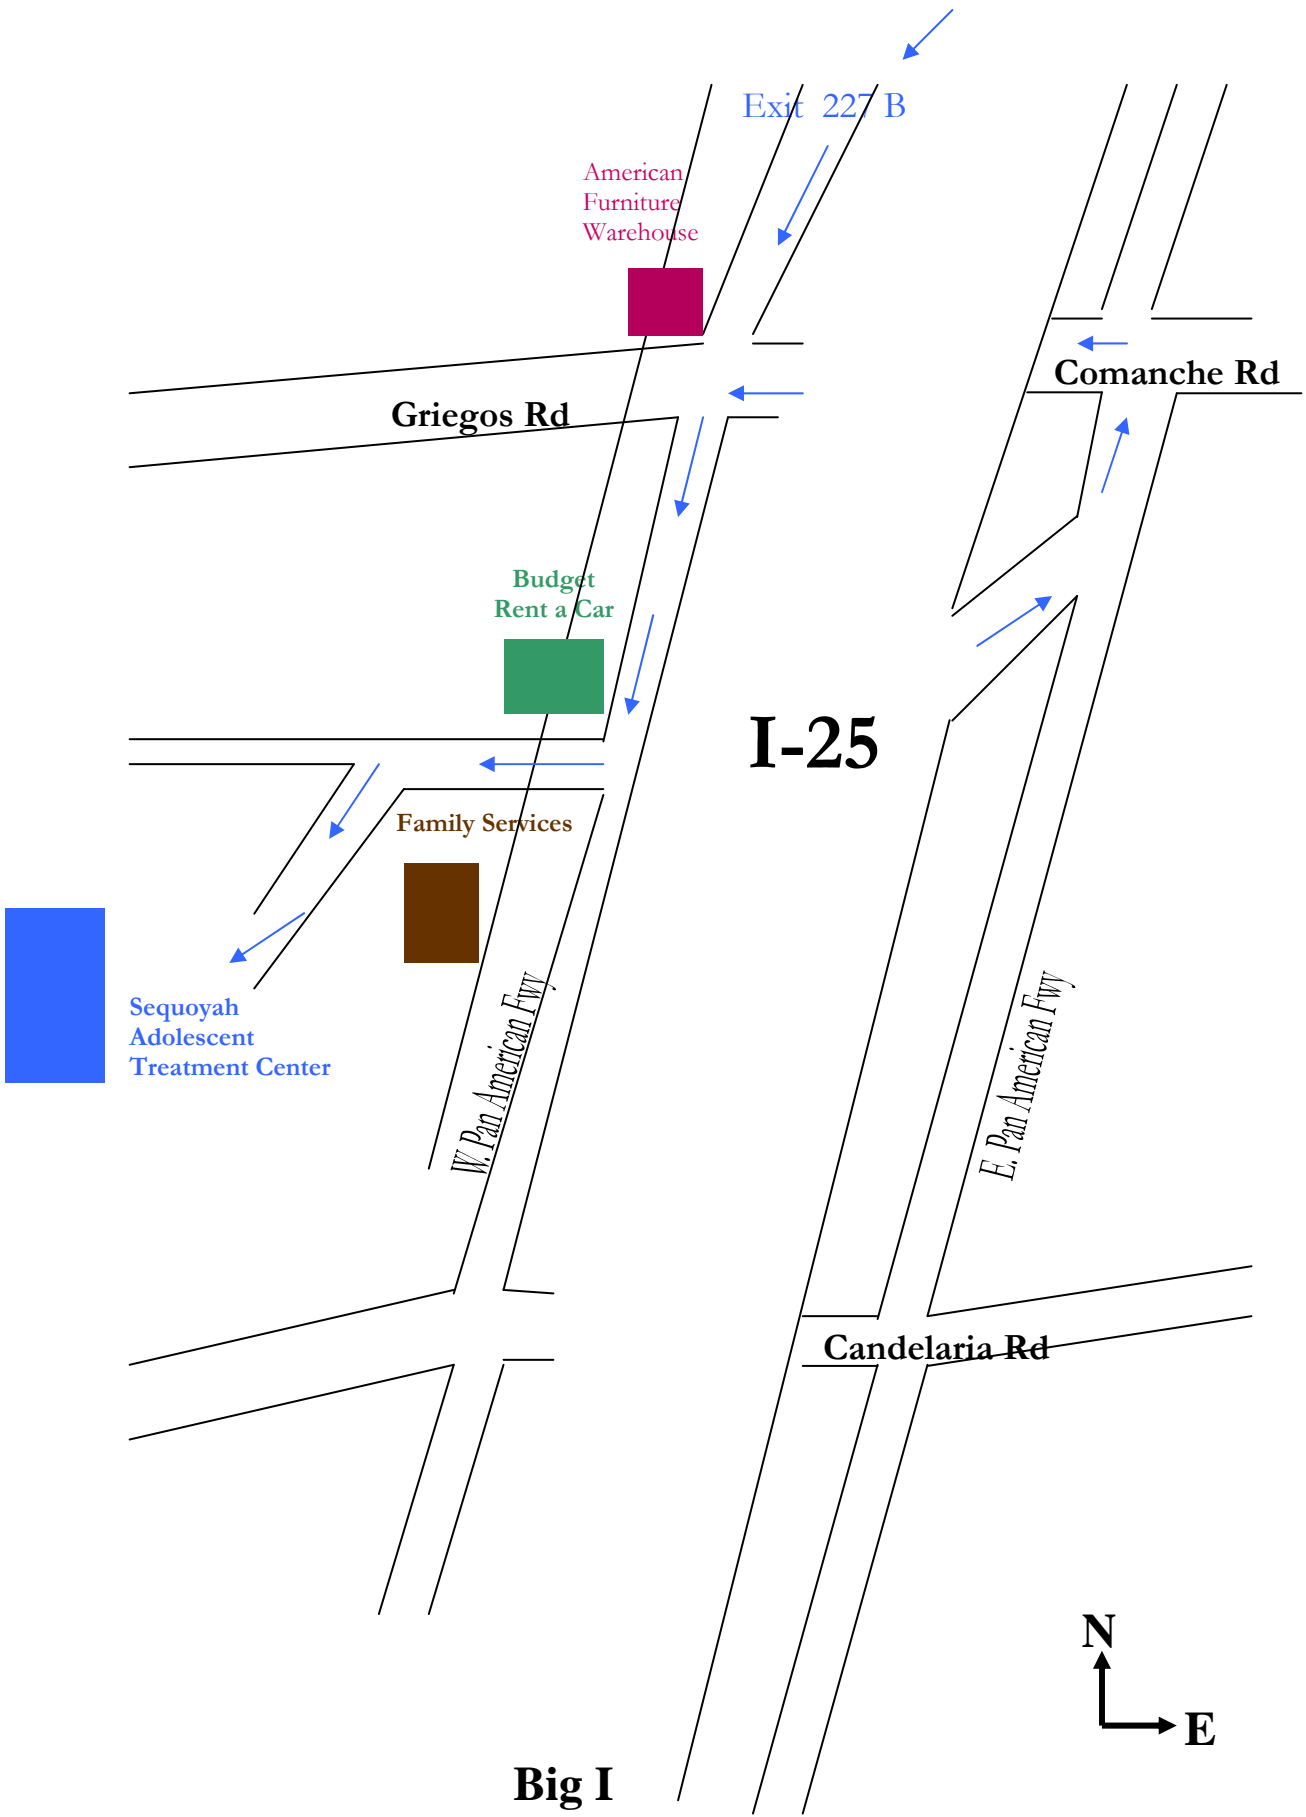 Exit 227 B
American
Furniture
Warehouse
Comanche Rd
Griegos Rd
Budget
Rent a Car
I-25
Family Services
Sequoyah
Adolescent
Treatment Center
W. Pan American Fwy
E. Pan American Fwy
Candelaria Rd
N
E
Big I